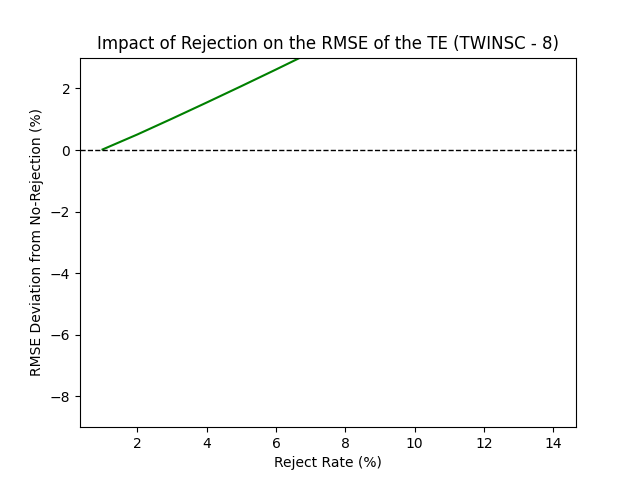 Impact of Rejection on the RMSE of the TE (TWINSC - 8)
RMSE Deviation from No-Rejection (%)
2
0
−2
−4
−6
−8
2 4 6 8 10 12 14
Reject Rate (%)